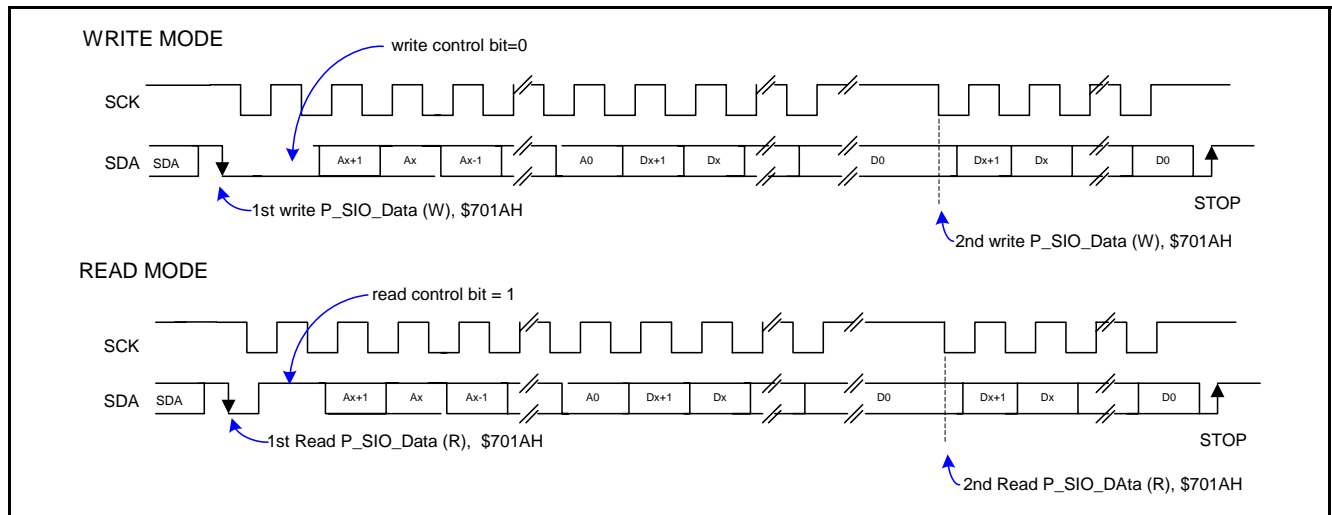 WRITE MODE
write control bit=0
SCK
SDA SDA Ax+1 Ax Ax-1 A0 Dx+1 Dx D0 Dx+1 Dx D0
STOP
1st write P_SIO_Data (W), $701AH
2nd write P_SIO_Data (W), $701AH
READ MODE
read control bit = 1
SCK
SDA SDA Ax+1 Ax Ax-1 A0 Dx+1 Dx D0 Dx+1 Dx D0
STOP
1st Read P_SIO_Data (R), $701AH
2nd Read P_SIO_DAta (R), $701AH